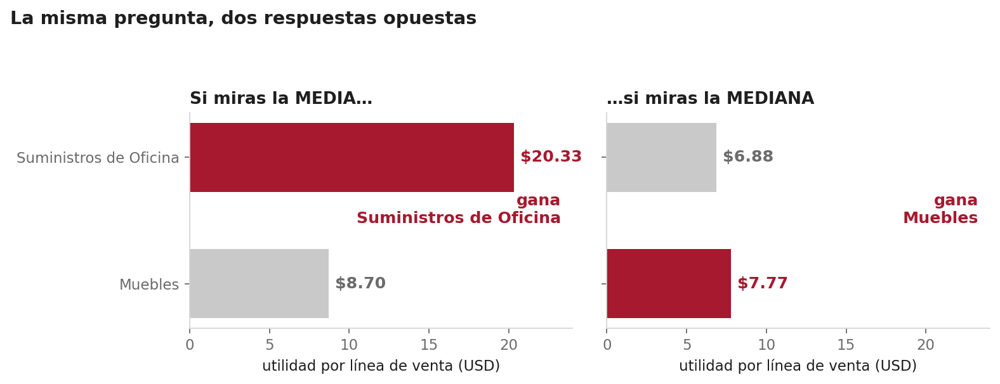 La misma pregunta, dos respuestas opuestas
Si miras la MEDIA…
Suministros de Oficina
$20.33
gana
Suministros de Oficina
Muebles
$8.70
0 5 10 15 20
utilidad por línea de venta (USD)
…si miras la MEDIANA
$6.88
gana
Muebles
$7.77
0 5 10 15 20
utilidad por línea de venta (USD)